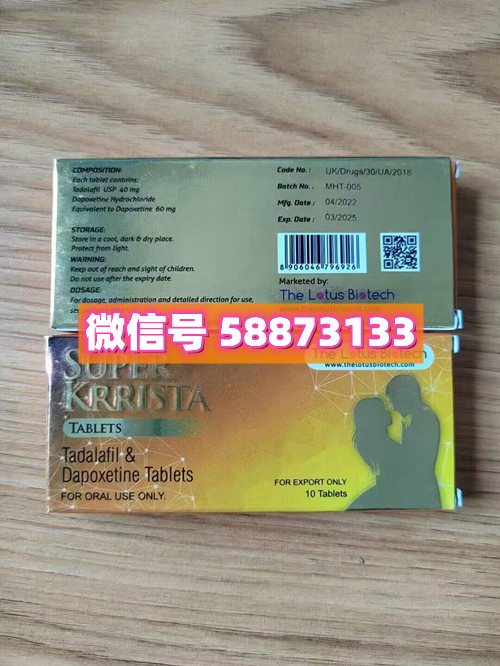 COMPOSITION:
Each tablet contains:
Tadalafil USP 40 mg
Dapoxetine Hydrochloride
Equivalent to Dapoxetine 60 mg
STORAGE:
Store in a cool, dark & dry place.
Protect from light.
WARNING:
Keep out of reach and sight of children.
Do not use after the expiry date.
DOSAGE:
For dosage, administration and detailed direction for use,
Code No. : UK/Drugs/30/UA/2018
Batch No. : MHT-005
Mfg. Date : 04/2022
Exp. Date : 03/2025
8906046796926
Marketed by:
The Lotus Biotech
微信号 58873133
SUPER
KRRISTA
TABLETS
Tadalafil &
Dapoxetine Tablets
FOR ORAL USE ONLY.
The Lotus Biotech
www.thelotusbiotech.com
FOR EXPORT ONLY
10 Tablets